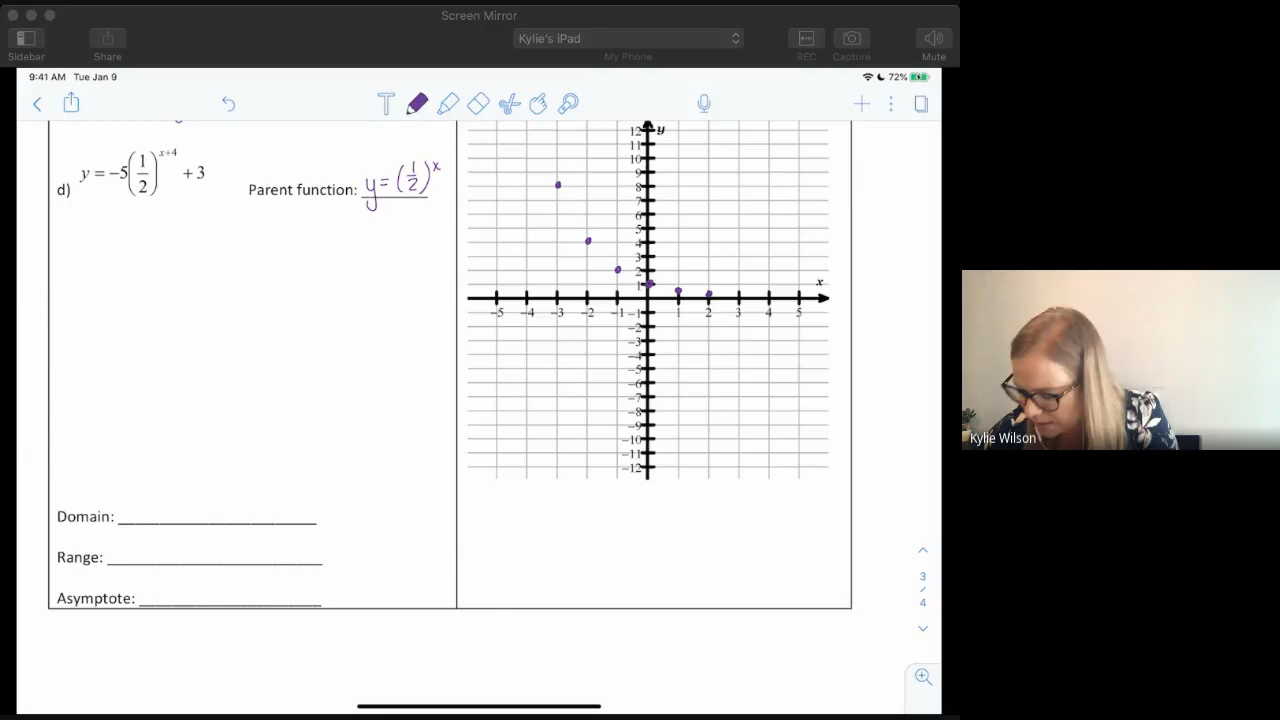 Screen Mirror
Kylie's iPad
Sidebar
Share
My Phone
REC
Capture
Mute
9:41 AM Tue Jan 9
72%
T
d) y = -5(1/2)^(x+4) + 3
Parent function: y = (1/2)^x
y
12
11
10
9
8
7
6
5
4
3
2
1
x
-5 -4 -3 -2 -1 1 2 3 4 5
-1
-2
-3
-4
-5
-6
-7
-8
-9
-10
-11
-12
Domain:
Range:
Asymptote:
3
/
4
Kylie Wilson